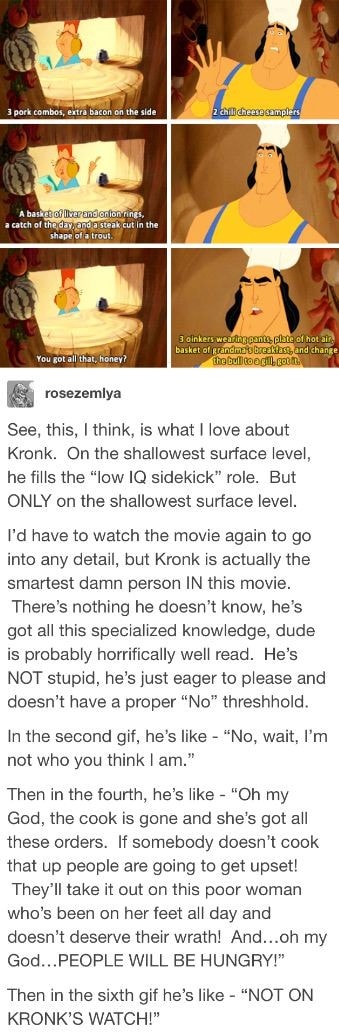 3 pork combos, extra bacon on the side
2 chili cheese samplers
A basket of liver and onion rings,
a catch of the day, and a steak cut in the
shape of a trout.
You got all that, honey?
3 oinkers wearing pants, plate of hot air,
basket of grandma's breakfast, and change
the bull to a gill, got it.
rosezemlya
See, this, I think, is what I love about
Kronk.  On the shallowest surface level,
he fills the “low IQ sidekick” role.  But
ONLY on the shallowest surface level.
I’d have to watch the movie again to go
into any detail, but Kronk is actually the
smartest damn person IN this movie.
There’s nothing he doesn’t know, he’s
got all this specialized knowledge, dude
is probably horrifically well read.  He’s
NOT stupid, he’s just eager to please and
doesn’t have a proper “No” threshhold.
In the second gif, he’s like - “No, wait, I’m
not who you think I am.”
Then in the fourth, he’s like - “Oh my
God, the cook is gone and she’s got all
these orders.  If somebody doesn’t cook
that up people are going to get upset!
They’ll take it out on this poor woman
who’s been on her feet all day and
doesn’t deserve their wrath!  And…oh my
God…PEOPLE WILL BE HUNGRY!”
Then in the sixth gif he’s like - “NOT ON
KRONK’S WATCH!”